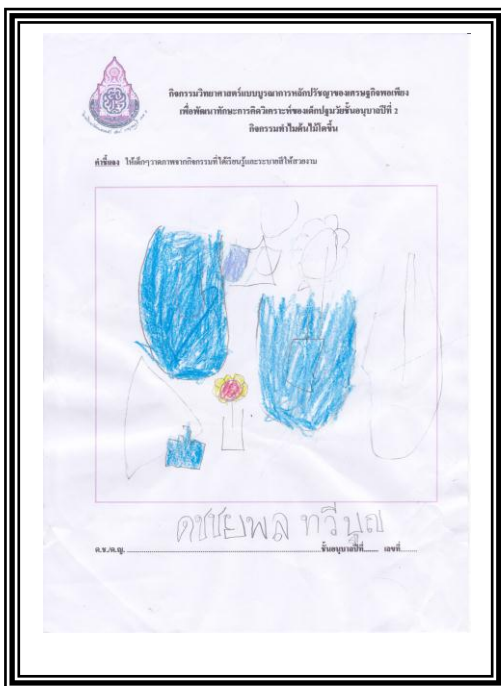 กิจกรรมวิทยาศาสตร์แบบบูรณาการหลักปรัชญาของเศรษฐกิจพอเพียง
เพื่อพัฒนาทักษะการคิดวิเคราะห์ของเด็กปฐมวัยชั้นอนุบาลปีที่ 2
กิจกรรมทำไมต้นไม้โตขึ้น
คำชี้แจง ให้เด็กๆวาดภาพจากกิจกรรมที่ได้เรียนรู้และระบายสีให้สวยงาม
ทวีบุญ
ด.ช./ด.ญ. ชั้นอนุบาลปีที่ เลขที่